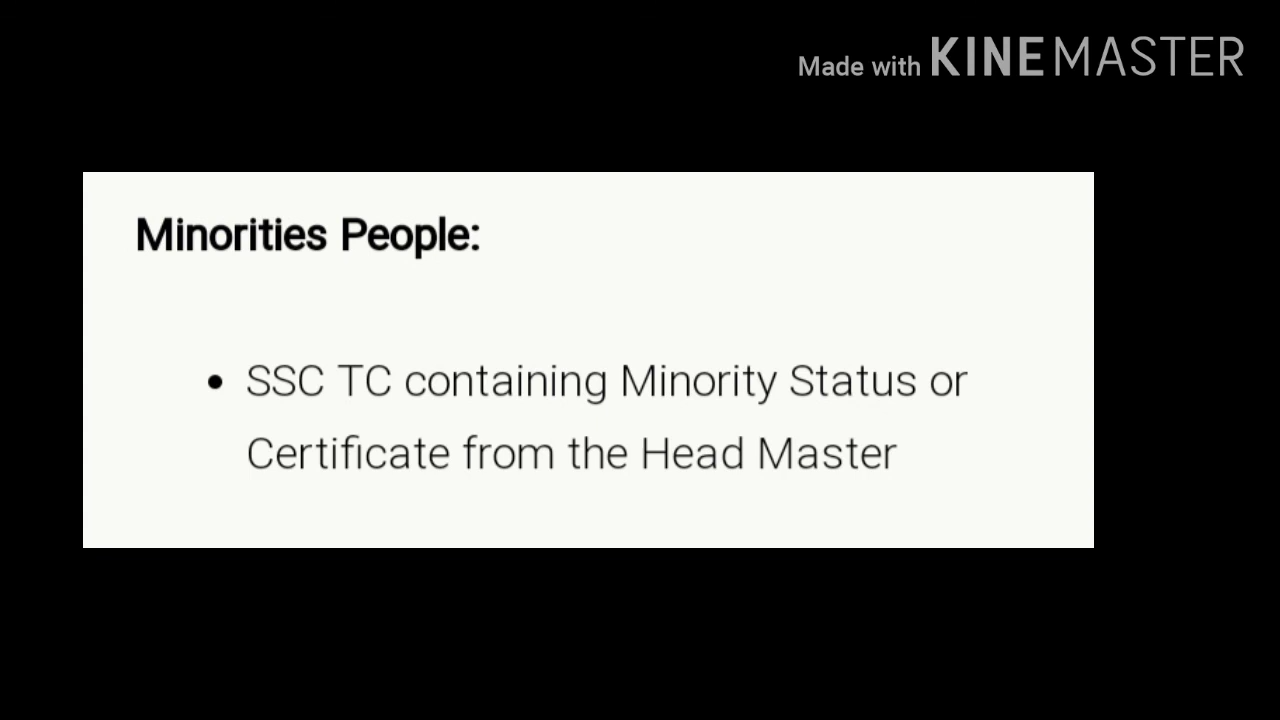 Made with KINEMASTER
Minorities People:
• SSC TC containing Minority Status or
Certificate from the Head Master